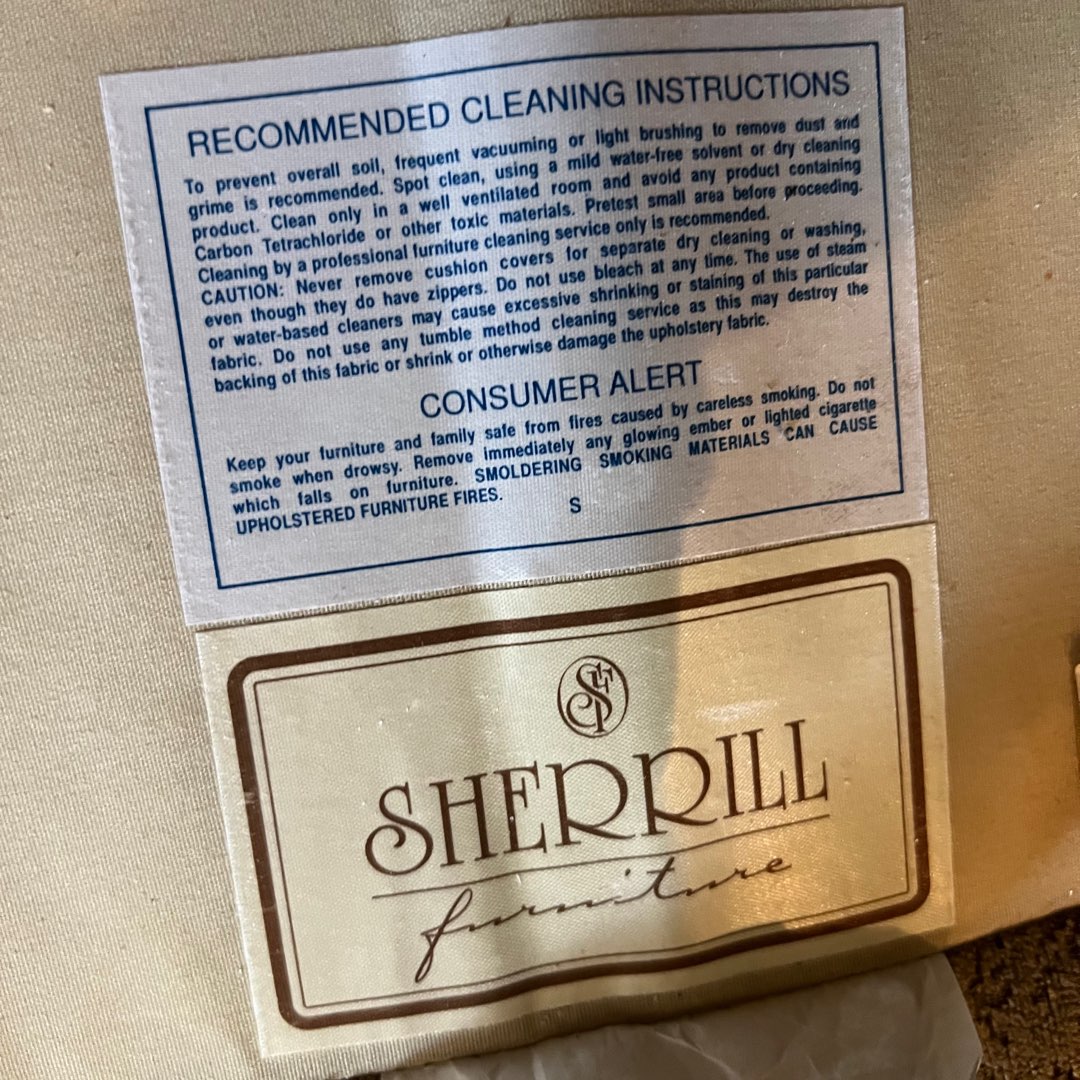 RECOMMENDED CLEANING INSTRUCTIONS
To prevent overall soil, frequent vacuuming or light brushing to remove dust and
grime is recommended. Spot clean, using a mild water-free solvent or dry cleaning
product. Clean only in a well ventilated room and avoid any product containing
Carbon Tetrachloride or other toxic materials. Pretest small area before proceeding.
Cleaning by a professional furniture cleaning service only is recommended.
CAUTION: Never remove cushion covers for separate dry cleaning or washing,
even though they do have zippers. Do not use bleach at any time. The use of steam
or water-based cleaners may cause excessive shrinking or staining of this particular
fabric. Do not use any tumble method cleaning service as this may destroy the
backing of this fabric or shrink or otherwise damage the upholstery fabric.
CONSUMER ALERT
Keep your furniture and family safe from fires caused by careless smoking. Do not
smoke when drowsy. Remove immediately any glowing ember or lighted cigarette
which falls on furniture. SMOLDERING SMOKING MATERIALS CAN CAUSE
UPHOLSTERED FURNITURE FIRES.
S
SF
SHERRILL
furniture